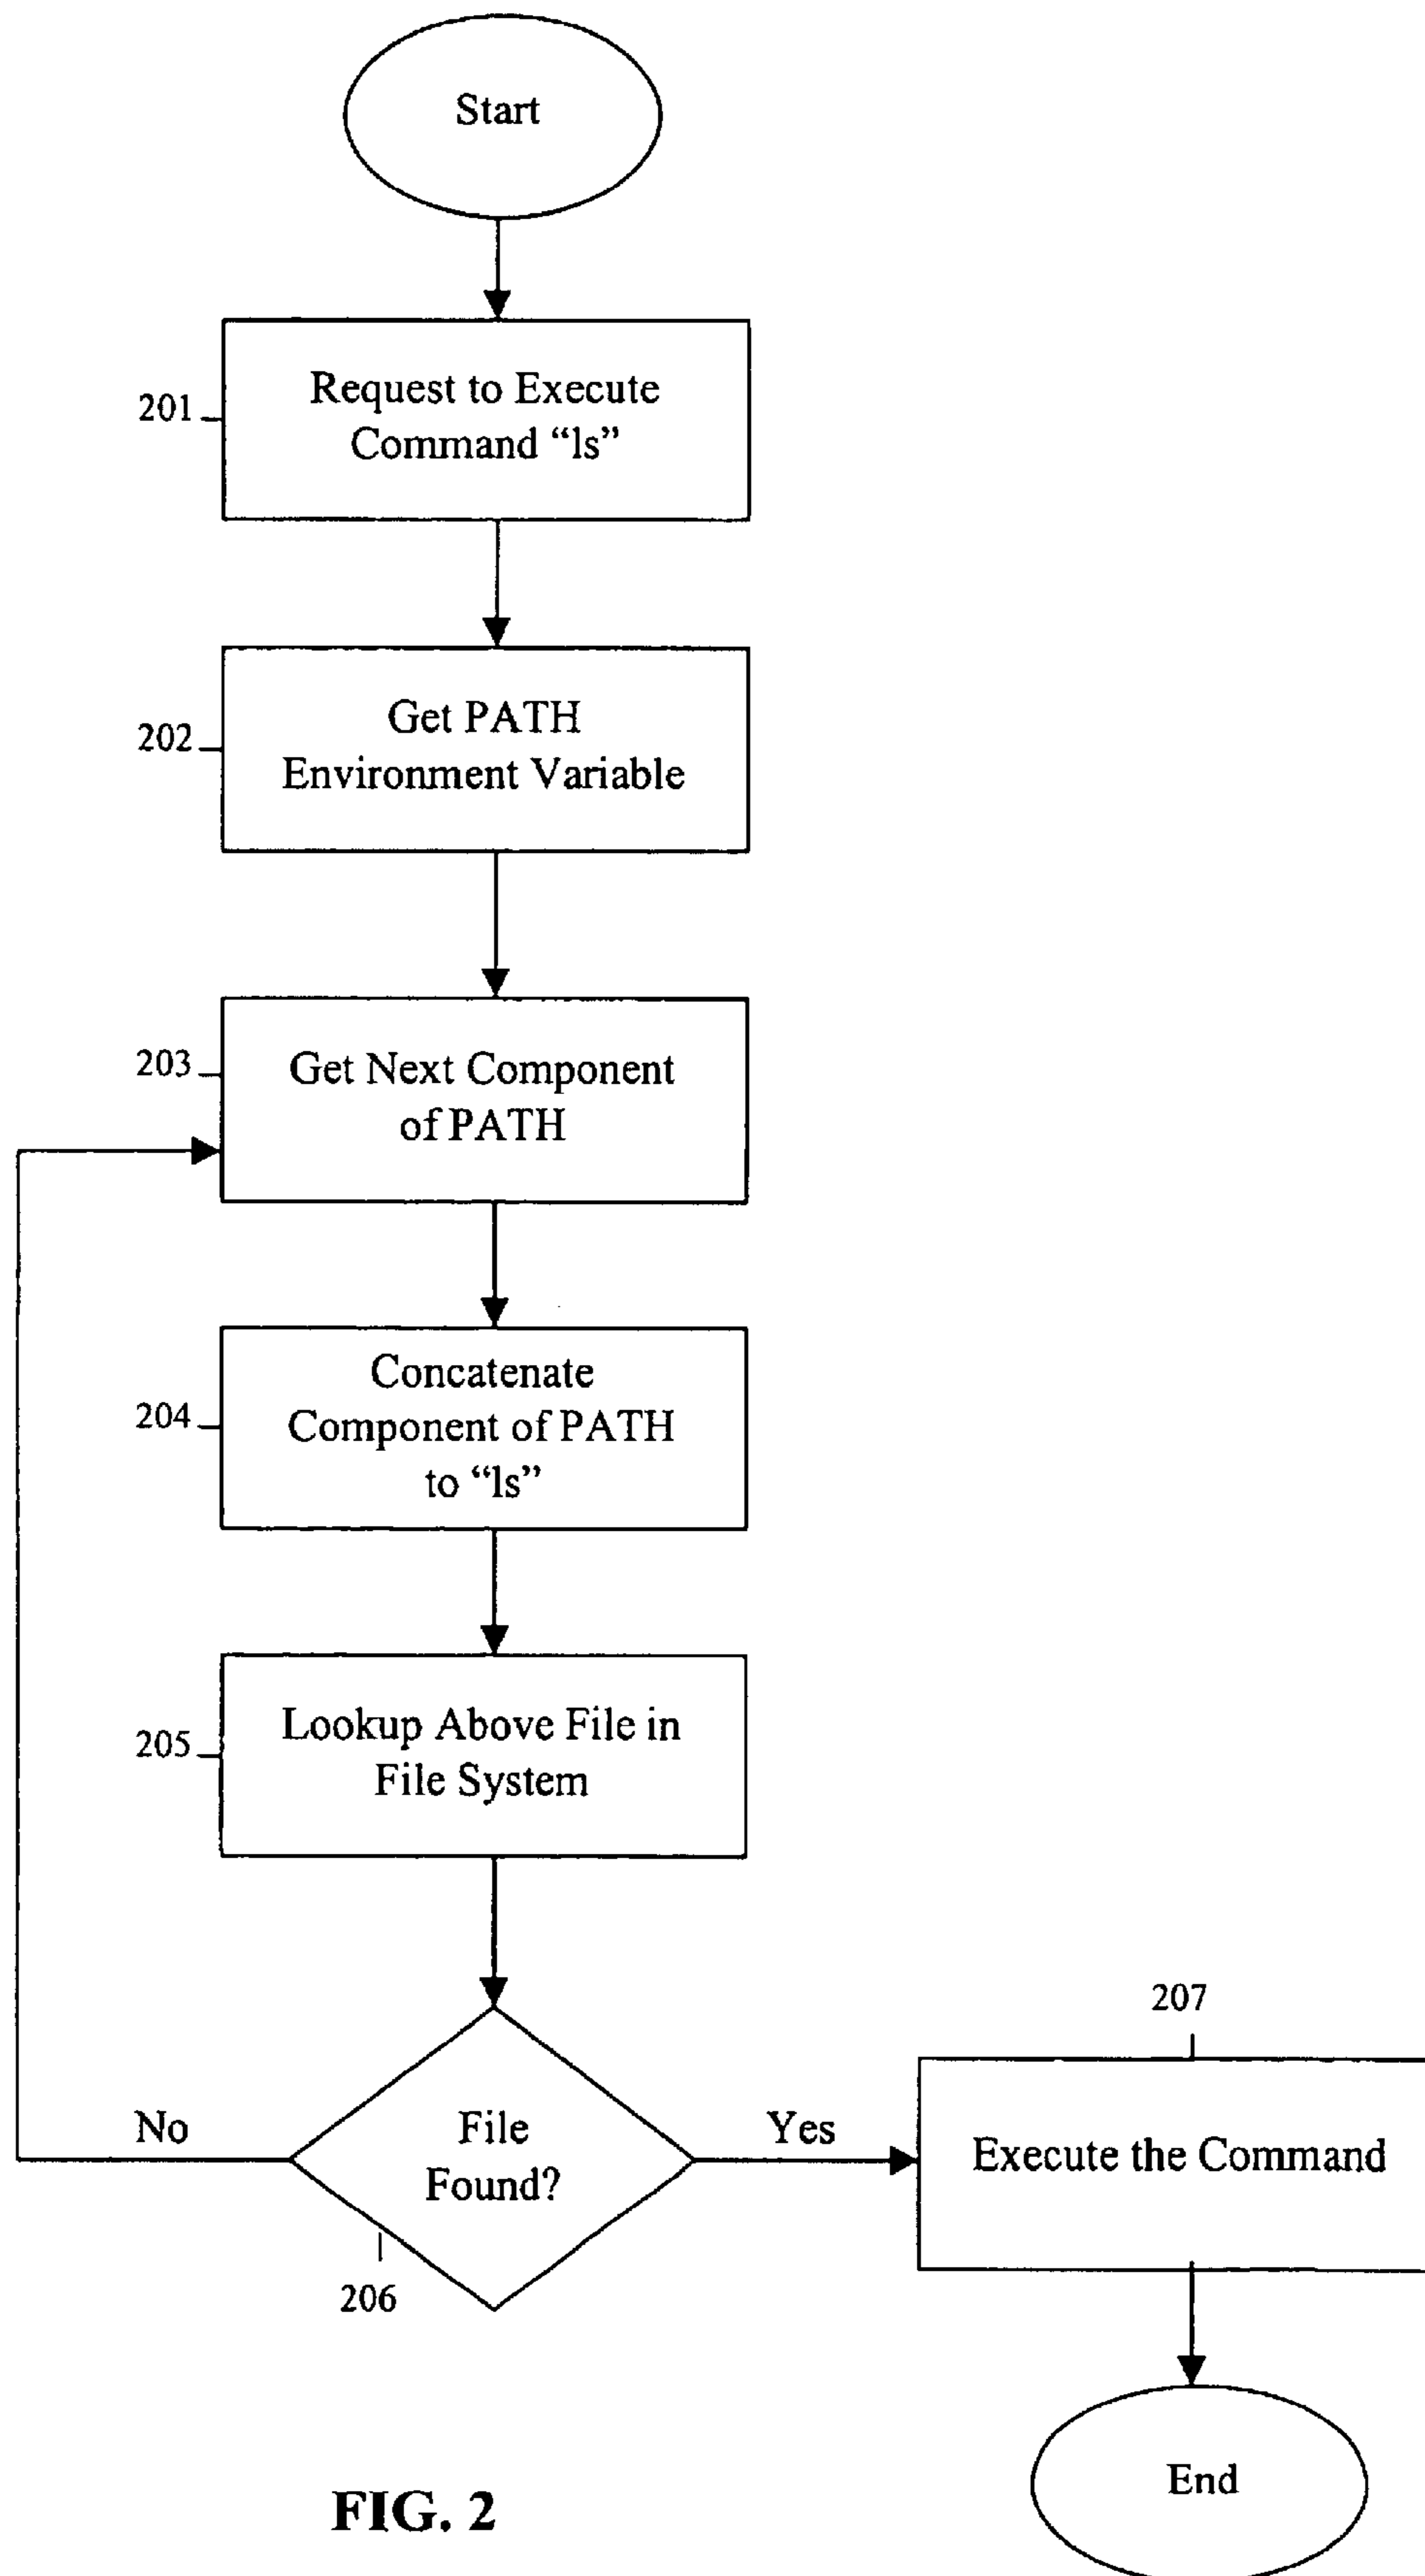 Start
201
Request to Execute
Command “ls”
202
Get PATH
Environment Variable
203
Get Next Component
of PATH
204
Concatenate
Component of PATH
to “ls”
205
Lookup Above File in
File System
207
No
File
Found?
Yes
Execute the Command
206
End
FIG. 2